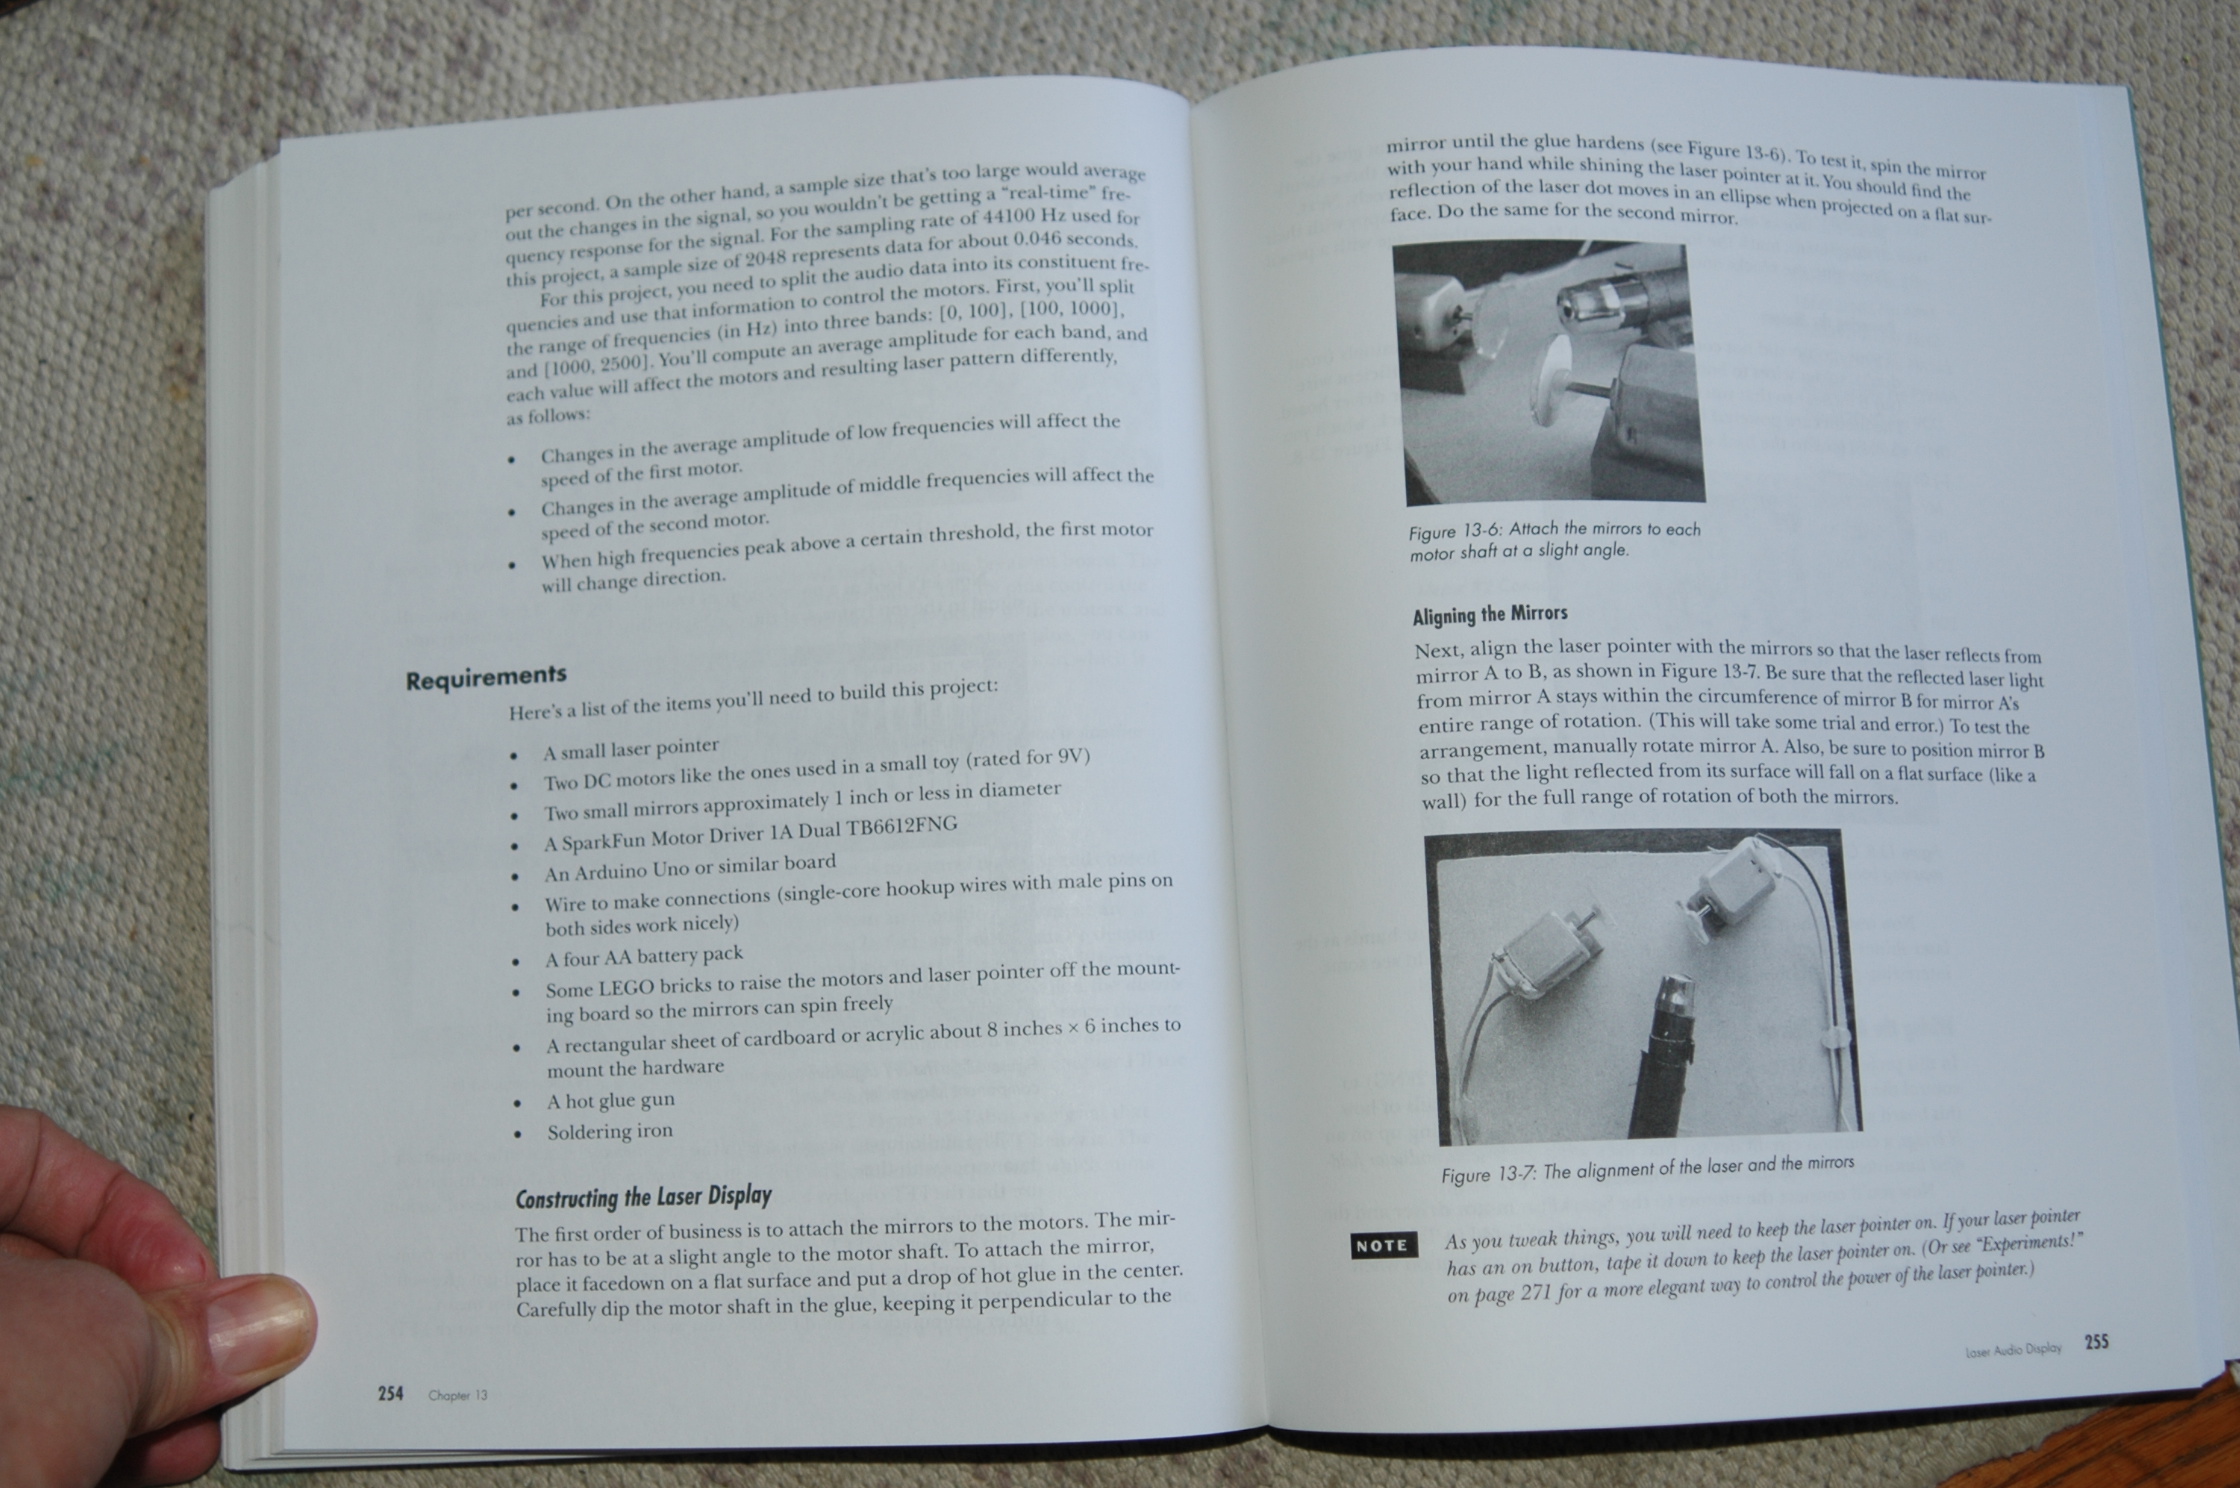 per second. On the other hand, a sample size that's too large would average
out the changes in the signal, so you wouldn't be getting a "real-time" fre-
quency response for the signal. For the sampling rate of 44100 Hz used for
this project, a sample size of 2048 represents data for about 0.046 seconds.
For this project, you need to split the audio data into its constituent fre-
quencies and use that information to control the motors. First, you'll split
the range of frequencies (in Hz) into three bands: [0, 100], [100, 1000],
and [1000, 2500]. You'll compute an average amplitude for each band, and
each value will affect the motors and resulting laser pattern differently,
as follows:
• Changes in the average amplitude of low frequencies will affect the
speed of the first motor.
• Changes in the average amplitude of middle frequencies will affect the
speed of the second motor.
• When high frequencies peak above a certain threshold, the first motor
will change direction.
Requirements
Here's a list of the items you'll need to build this project:
• A small laser pointer
• Two DC motors like the ones used in a small toy (rated for 9V)
• Two small mirrors approximately 1 inch or less in diameter
• A SparkFun Motor Driver 1A Dual TB6612FNG
• An Arduino Uno or similar board
• Wire to make connections (single-core hookup wires with male pins on
both sides work nicely)
• A four AA battery pack
• Some LEGO bricks to raise the motors and laser pointer off the mount-
ing board so the mirrors can spin freely
• A rectangular sheet of cardboard or acrylic about 8 inches × 6 inches to
mount the hardware
• A hot glue gun
• Soldering iron
Constructing the Laser Display
The first order of business is to attach the mirrors to the motors. The mir-
ror has to be at a slight angle to the motor shaft. To attach the mirror,
place it facedown on a flat surface and put a drop of hot glue in the center.
Carefully dip the motor shaft in the glue, keeping it perpendicular to the
254 Chapter 13
mirror until the glue hardens (see Figure 13-6). To test it, spin the mirror
with your hand while shining the laser pointer at it. You should find the
reflection of the laser dot moves in an ellipse when projected on a flat sur-
face. Do the same for the second mirror.
Figure 13-6: Attach the mirrors to each
motor shaft at a slight angle.
Aligning the Mirrors
Next, align the laser pointer with the mirrors so that the laser reflects from
mirror A to B, as shown in Figure 13-7. Be sure that the reflected laser light
from mirror A stays within the circumference of mirror B for mirror A's
entire range of rotation. (This will take some trial and error.) To test the
arrangement, manually rotate mirror A. Also, be sure to position mirror B
so that the light reflected from its surface will fall on a flat surface (like a
wall) for the full range of rotation of both the mirrors.
Figure 13-7: The alignment of the laser and the mirrors
NOTE As you tweak things, you will need to keep the laser pointer on. If your laser pointer
has an on button, tape it down to keep the laser pointer on. (Or see "Experiments!"
on page 271 for a more elegant way to control the power of the laser pointer.)
Laser Audio Display 255